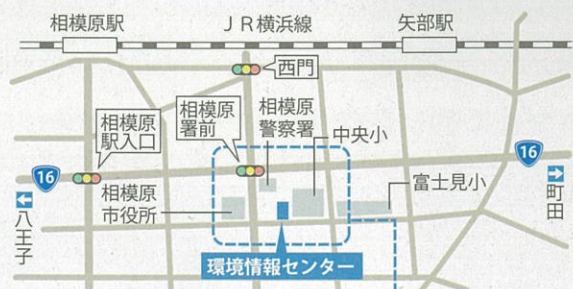 相模原駅
JR横浜線
矢部駅
西門
相模原
駅入口
相模原
署前
相模原
警察署
中央小
16
16
相模原
市役所
富士見小
八王子
町田
環境情報センター